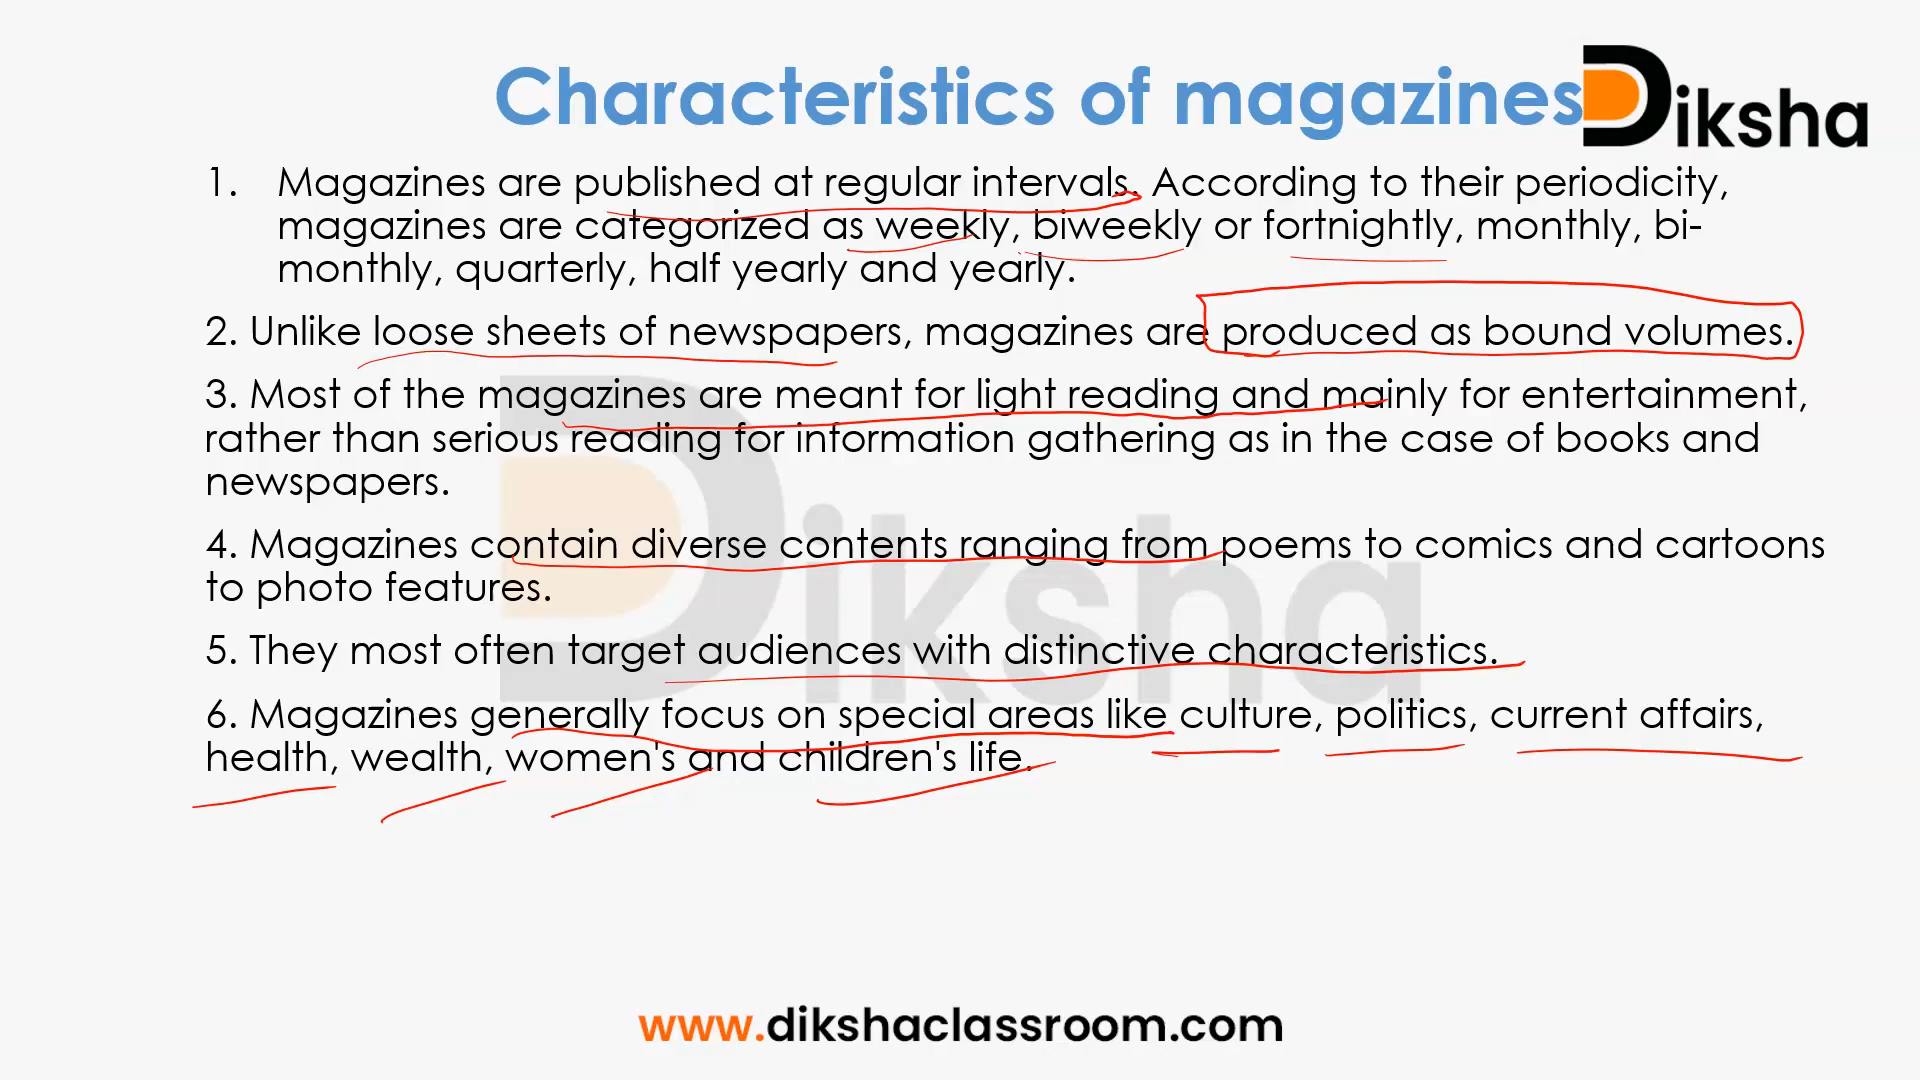 Characteristics of magazines
Diksha
1. Magazines are published at regular intervals. According to their periodicity,
magazines are categorized as weekly, biweekly or fortnightly, monthly, bi-
monthly, quarterly, half yearly and yearly.
2. Unlike loose sheets of newspapers, magazines are produced as bound volumes.
3. Most of the magazines are meant for light reading and mainly for entertainment,
rather than serious reading for information gathering as in the case of books and
newspapers.
4. Magazines contain diverse contents ranging from poems to comics and cartoons
to photo features.
5. They most often target audiences with distinctive characteristics.
6. Magazines generally focus on special areas like culture, politics, current affairs,
health, wealth, women's and children's life.
Diksha
www.dikshaclassroom.com